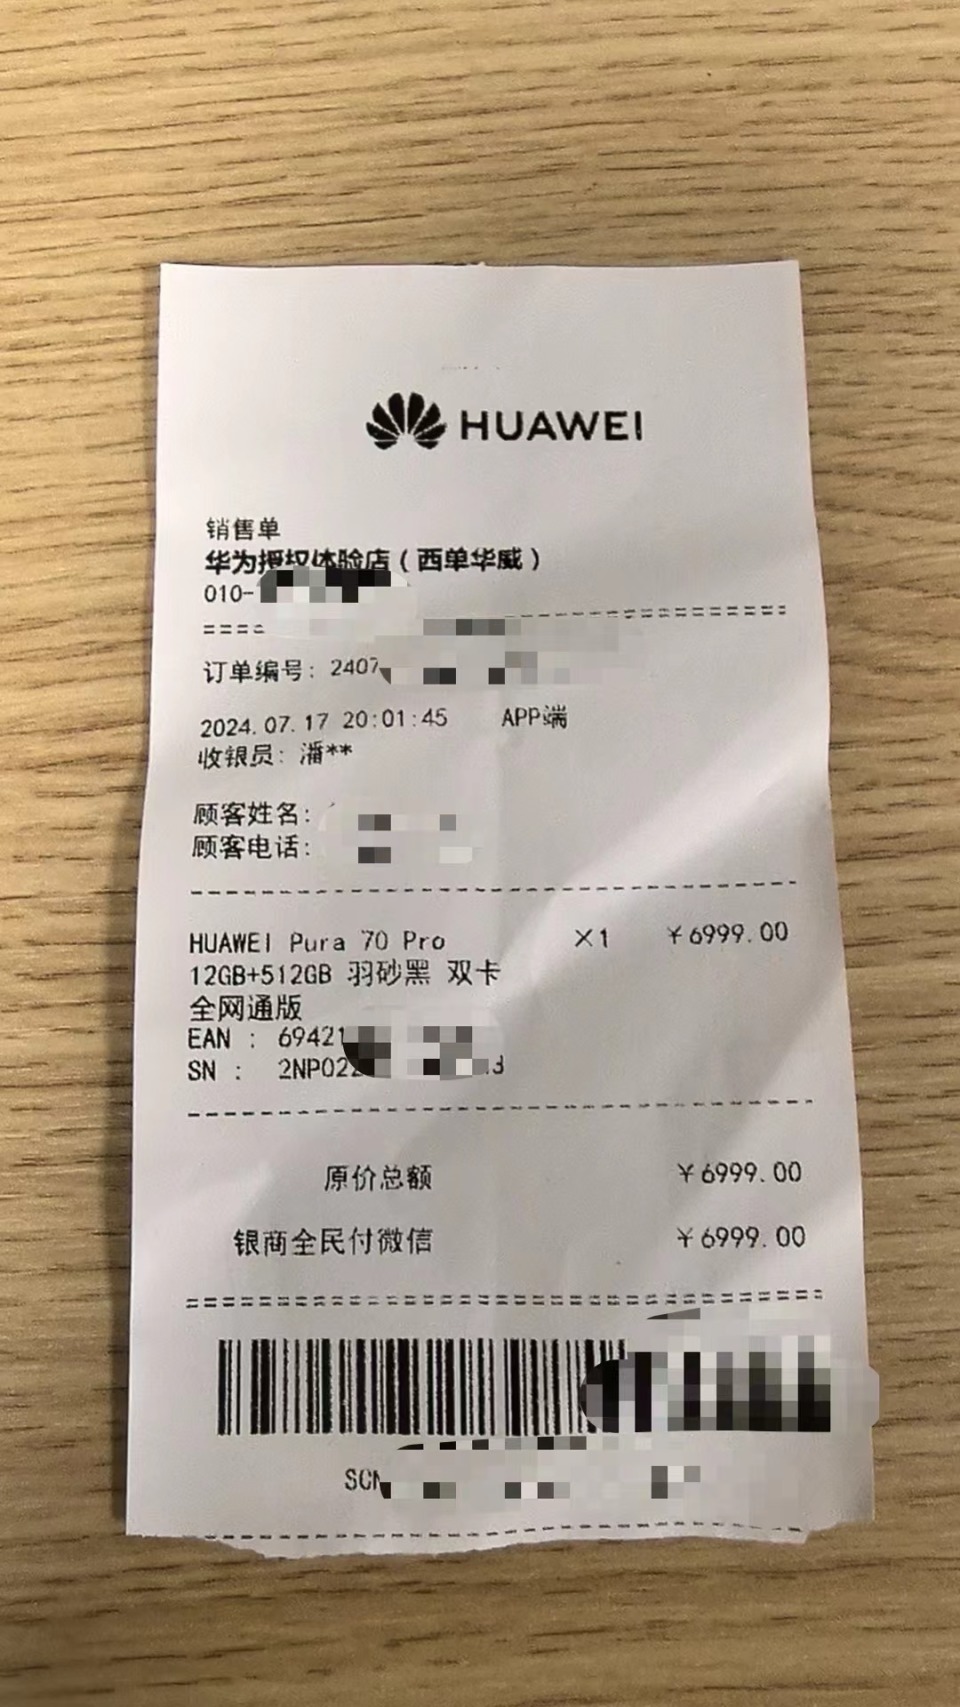 HUAWEI
销售单
华为授权体验店(西单华威)
010-
订单编号: 2407
2024.07.17 20:01:45 APP端
收银员: 潘**
顾客姓名:
顾客电话:
HUAWEI Pura 70 Pro ×1 ¥6999.00
12GB+512GB 羽砂黑 双卡
全网通版
EAN : 69421
SN : 2NP022
原价总额 ¥6999.00
银商全民付微信 ¥6999.00
SCN